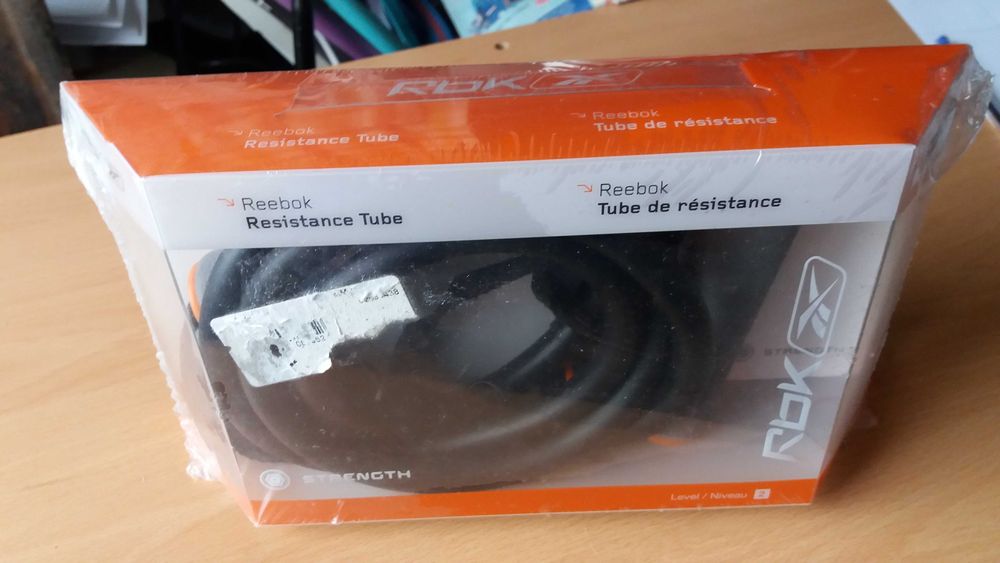 RbK
Reebok
Resistance Tube
Reebok
Tube de résistance
Reebok
Resistance Tube
Reebok
Tube de résistance
STRENGTH
RbK
STRENGTH
Level / Niveau 2